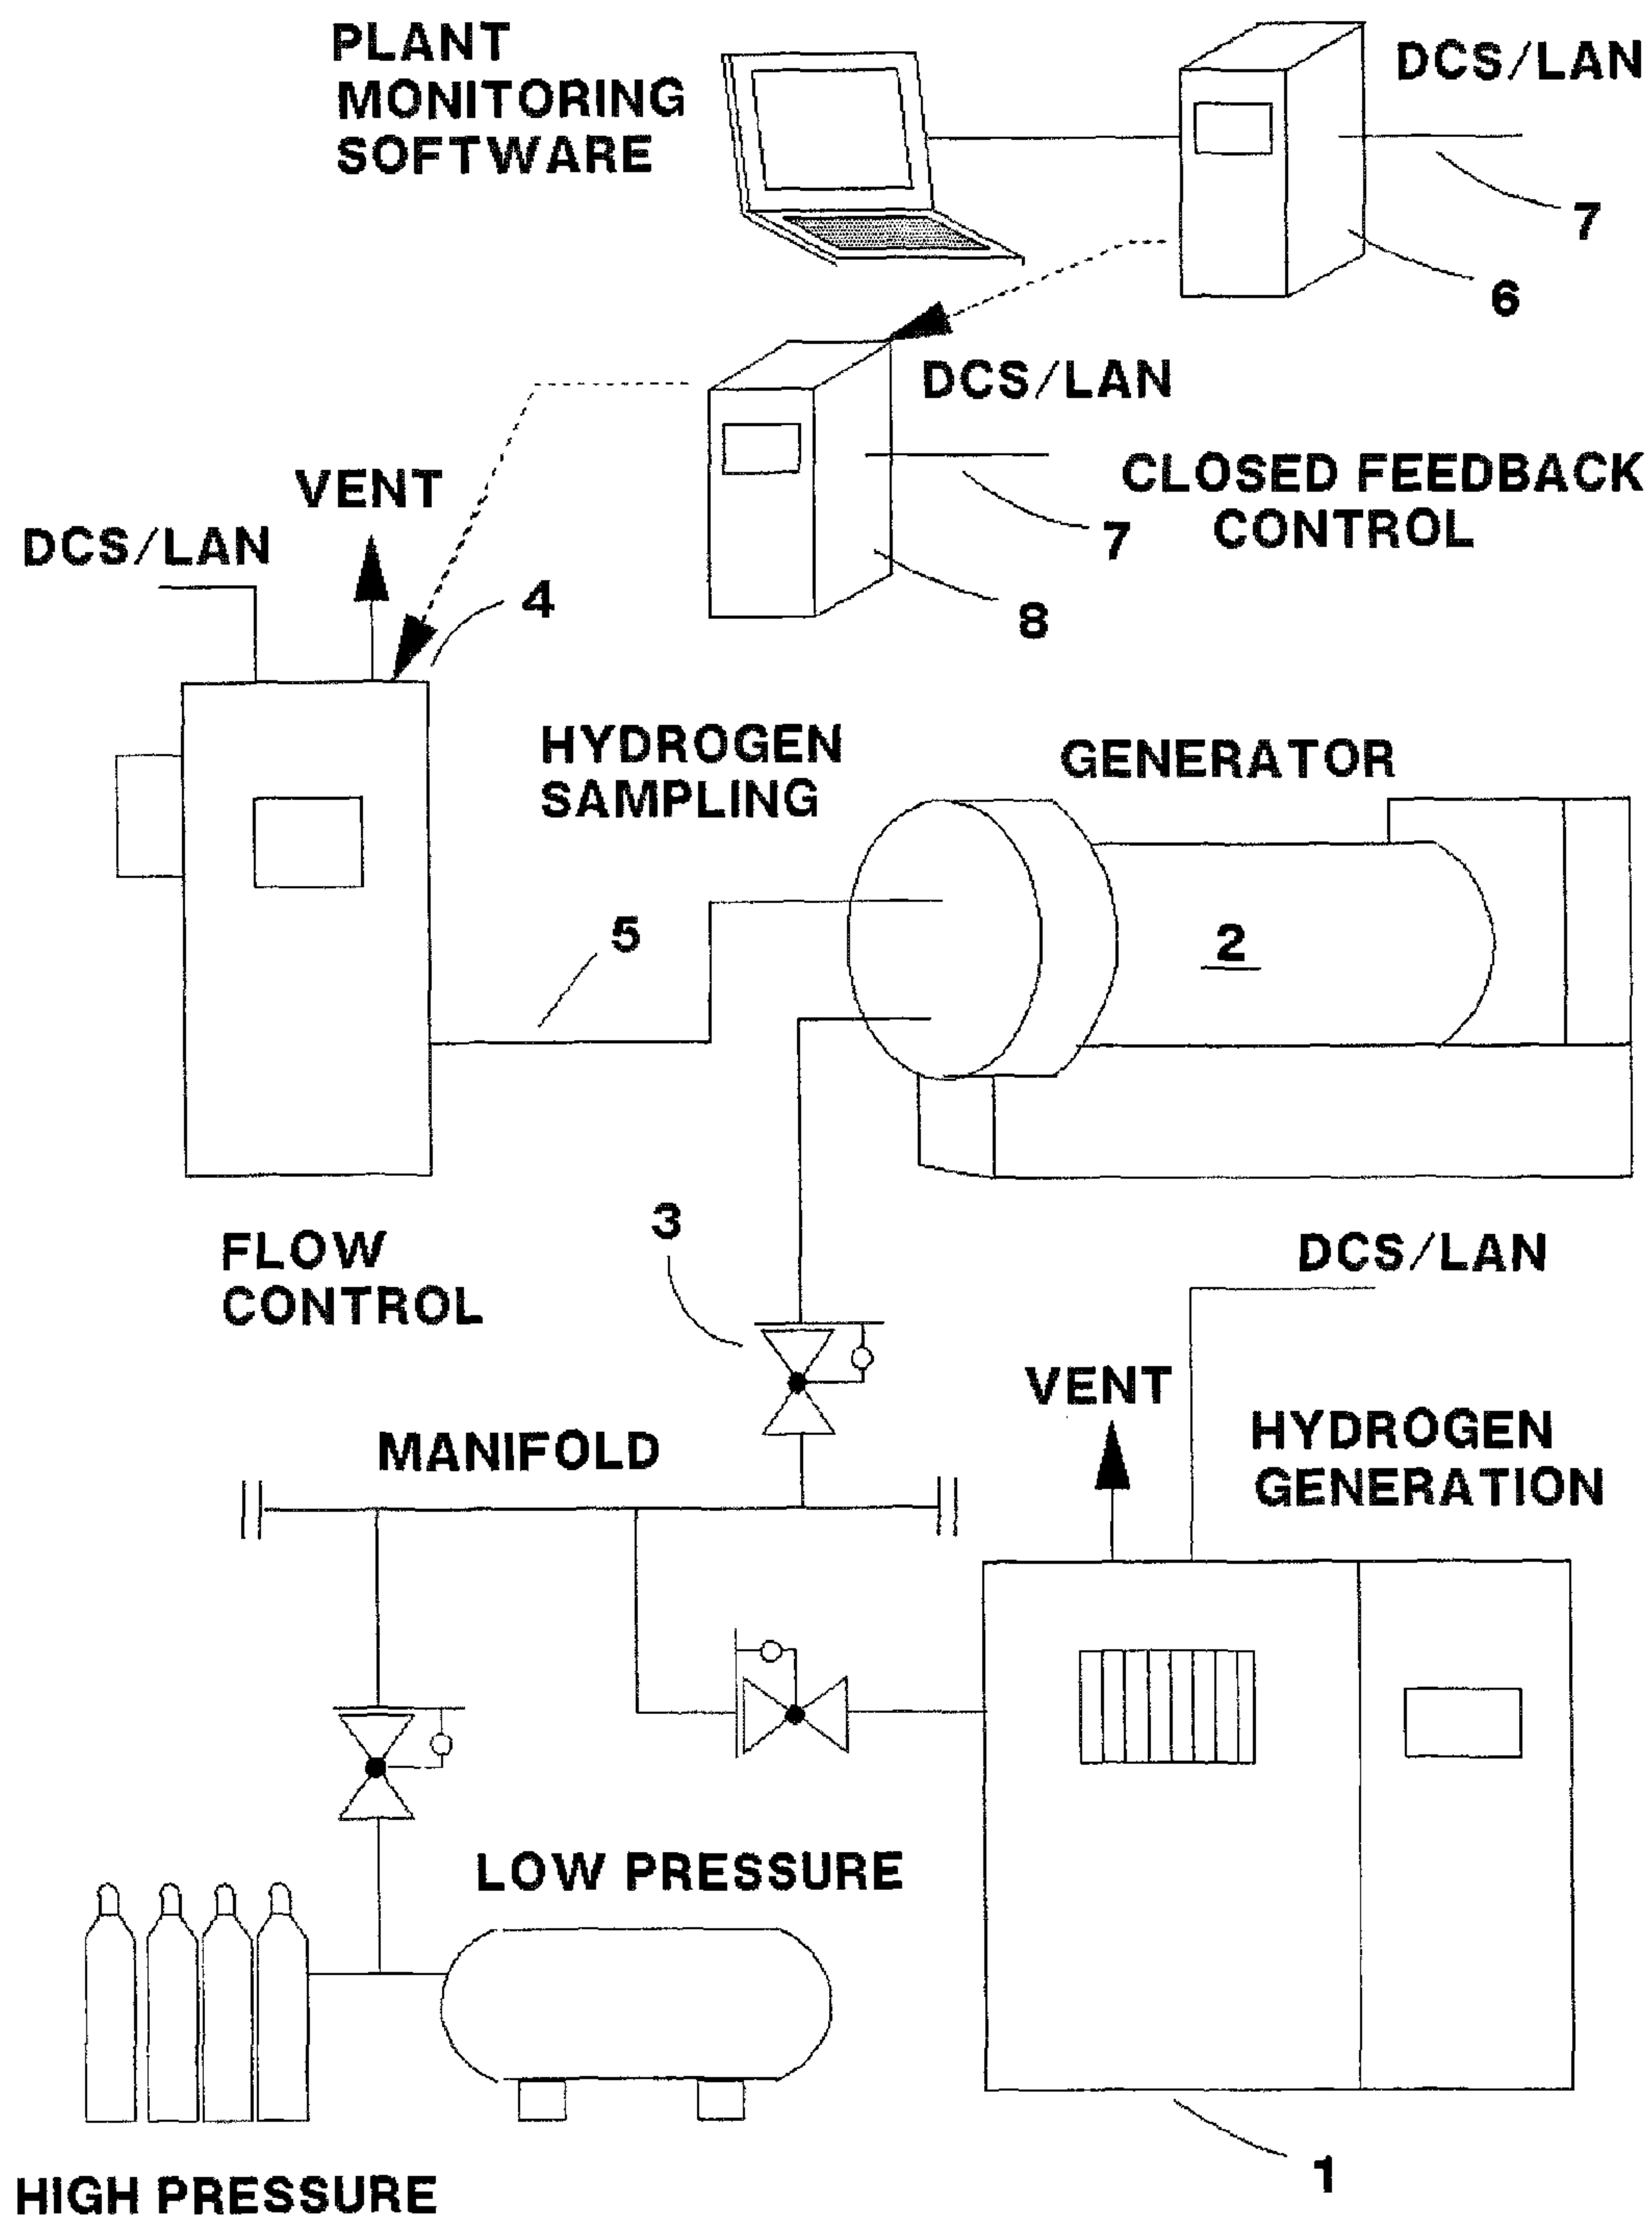 PLANT
MONITORING
SOFTWARE
DCS/LAN
7
6
DCS/LAN
CLOSED FEEDBACK
CONTROL
7
8
VENT
DCS/LAN
4
HYDROGEN
SAMPLING
GENERATOR
5
2
3
FLOW
CONTROL
DCS/LAN
VENT
MANIFOLD
HYDROGEN
GENERATION
LOW PRESSURE
1
HIGH PRESSURE